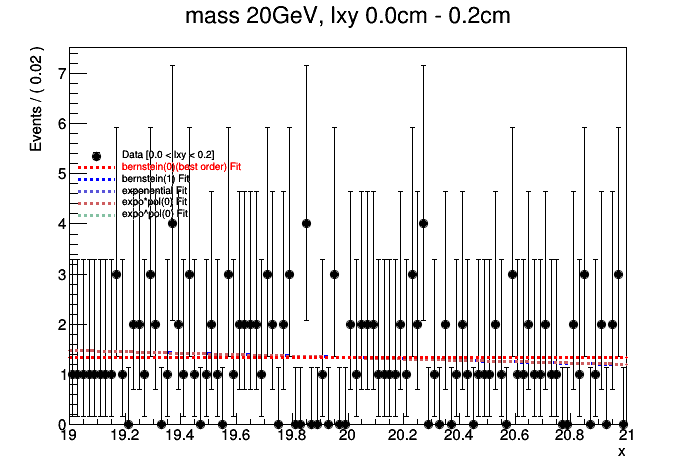 mass 20GeV, lxy 0.0cm - 0.2cm
Events / ( 0.02 )
7
6
5
4
3
2
1
0
Data [0.0 < lxy < 0.2]
bernstein(0)(best order) Fit
bernstein(1) Fit
exponential Fit
expo*pol(0) Fit
expo*pol(0) Fit
19 19.2 19.4 19.6 19.8 20 20.2 20.4 20.6 20.8 21
x